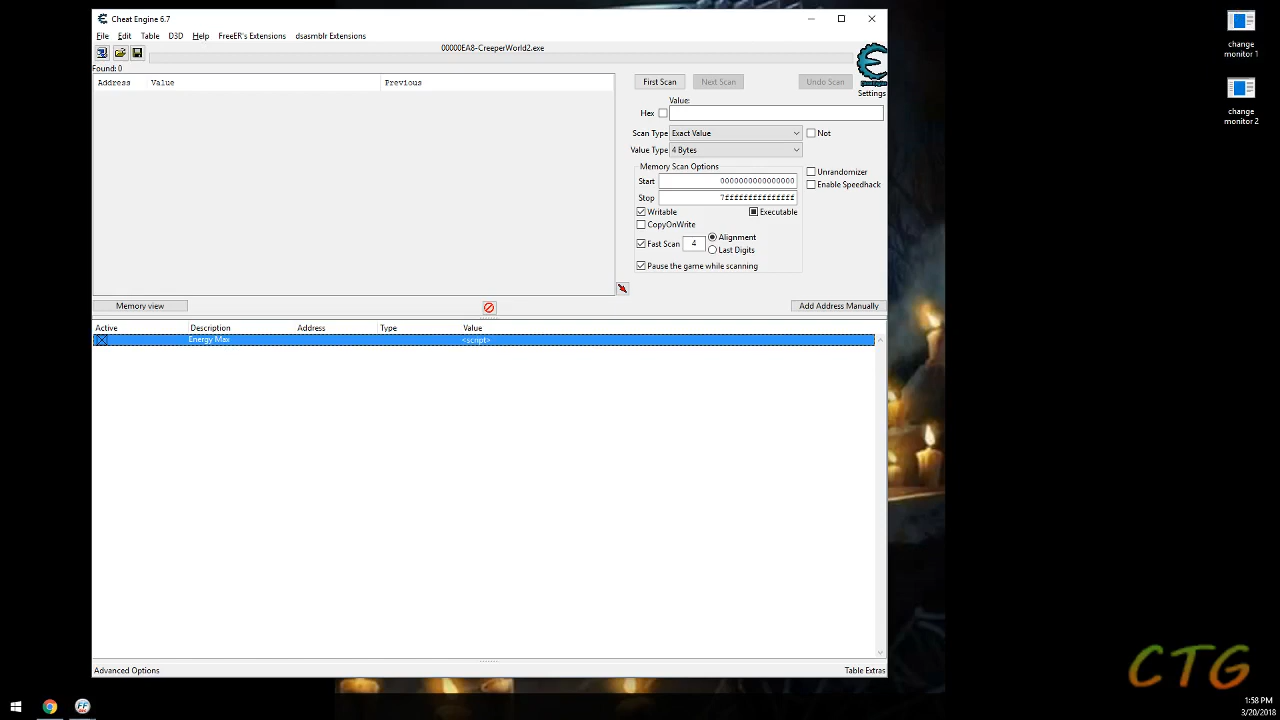 Cheat Engine 6.7
File Edit Table D3D Help FreeER's Extensions dsasmblr Extensions
00000EA8-CreeperWorld2.exe
Found: 0
Address Value Previous
First Scan Next Scan Undo Scan
Settings
Value:
Hex
Scan Type Exact Value Not
Value Type 4 Bytes
Memory Scan Options
Start 0000000000000000
Stop 7fffffffffffffff
Unrandomizer
Enable Speedhack
Writable Executable
CopyOnWrite
Fast Scan 4 Alignment
Last Digits
Pause the game while scanning
Memory view Add Address Manually
Active Description Address Type Value
Energy Max <script>
Advanced Options Table Extras
change
monitor 1
change
monitor 2
CTG
FF
1:58 PM
3/20/2018